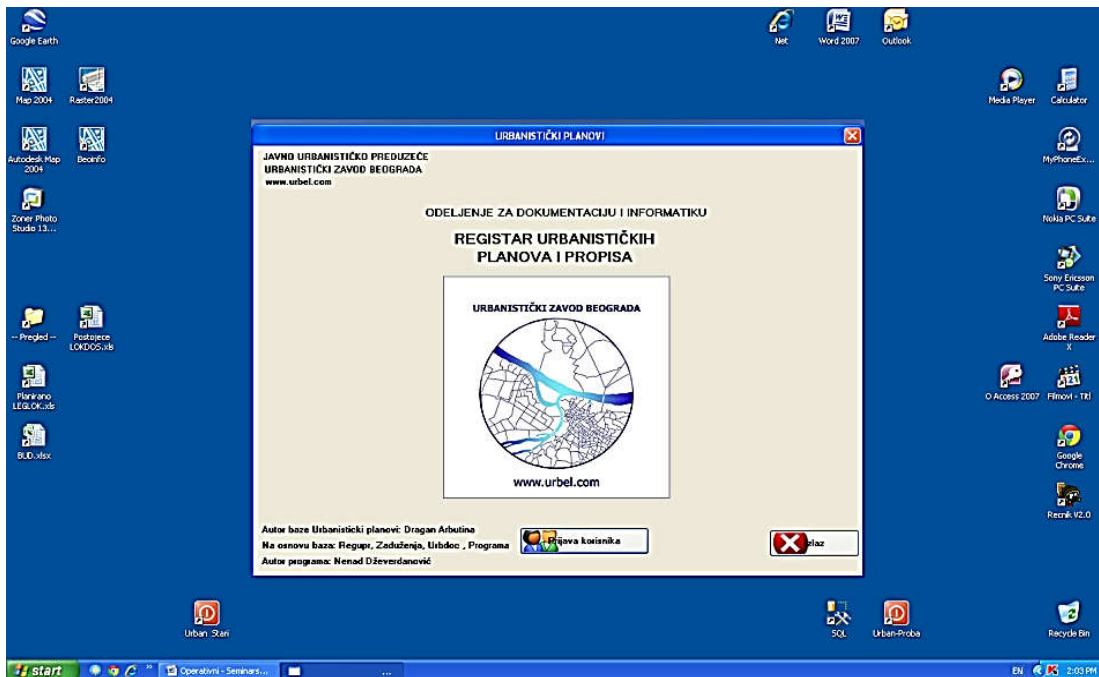 Google Earth
Net
Word 2007
Outlook
Map 2004
Raster2004
Media Player
Calculator
Autodesk Map
2004
Beoinfo
MyPhoneEx...
Zoner Photo
Studio 13...
Nokia PC Suite
Sony Ericsson
PC Suite
-- Pregled --
Postojece
LOKDOS.xls
Adobe Reader
X
Planirano
LEGLOK.xls
O Access 2007
Filmovi - Titl
BUD.xlsx
Google
Chrome
Recnik V2.0
URBANISTIČKI PLANOVI
JAVNO URBANISTIČKO PREDUZEĆE
URBANISTIČKI ZAVOD BEOGRADA
www.urbel.com
ODELJENJE ZA DOKUMENTACIJU I INFORMATIKU
REGISTAR URBANISTIČKIH
PLANOVA I PROPISA
URBANISTIČKI ZAVOD BEOGRADA
www.urbel.com
Autor baze Urbanisticki planovi: Dragan Arbutina
Na osnovu baza: Regupr, Zaduženja, Urbdoc , Programa
Autor programa: Nenad Dževerdanović
Prijava korisnika
Izlaz
Urban Stari
SQL
Urban-Proba
Recycle Bin
start
Operativni - Seminars...
...
EN
2:03 PM